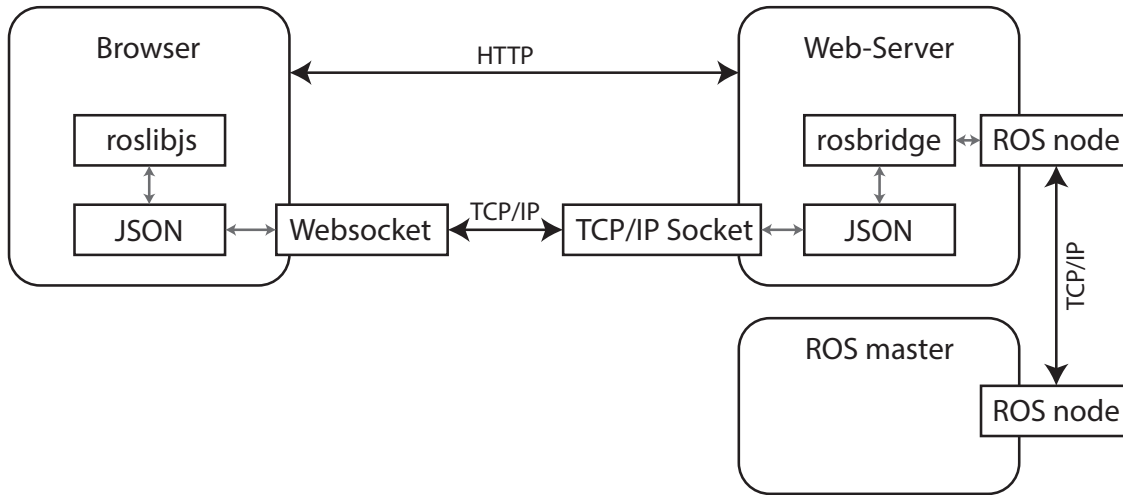 Browser
HTTP
Web-Server
roslibjs
rosbridge
ROS node
JSON
Websocket
TCP/IP
TCP/IP Socket
JSON
TCP/IP
ROS master
ROS node